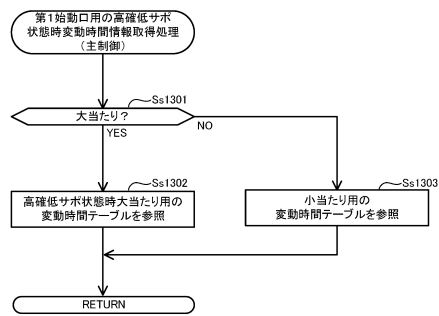 第1始動口用の高確低サポ
状態時変動時間情報取得処理
（主制御）
Ss1301
大当たり？
YES
NO
Ss1302
高確低サポ状態時大当たり用の
変動時間テーブルを参照
Ss1303
小当たり用の
変動時間テーブルを参照
RETURN